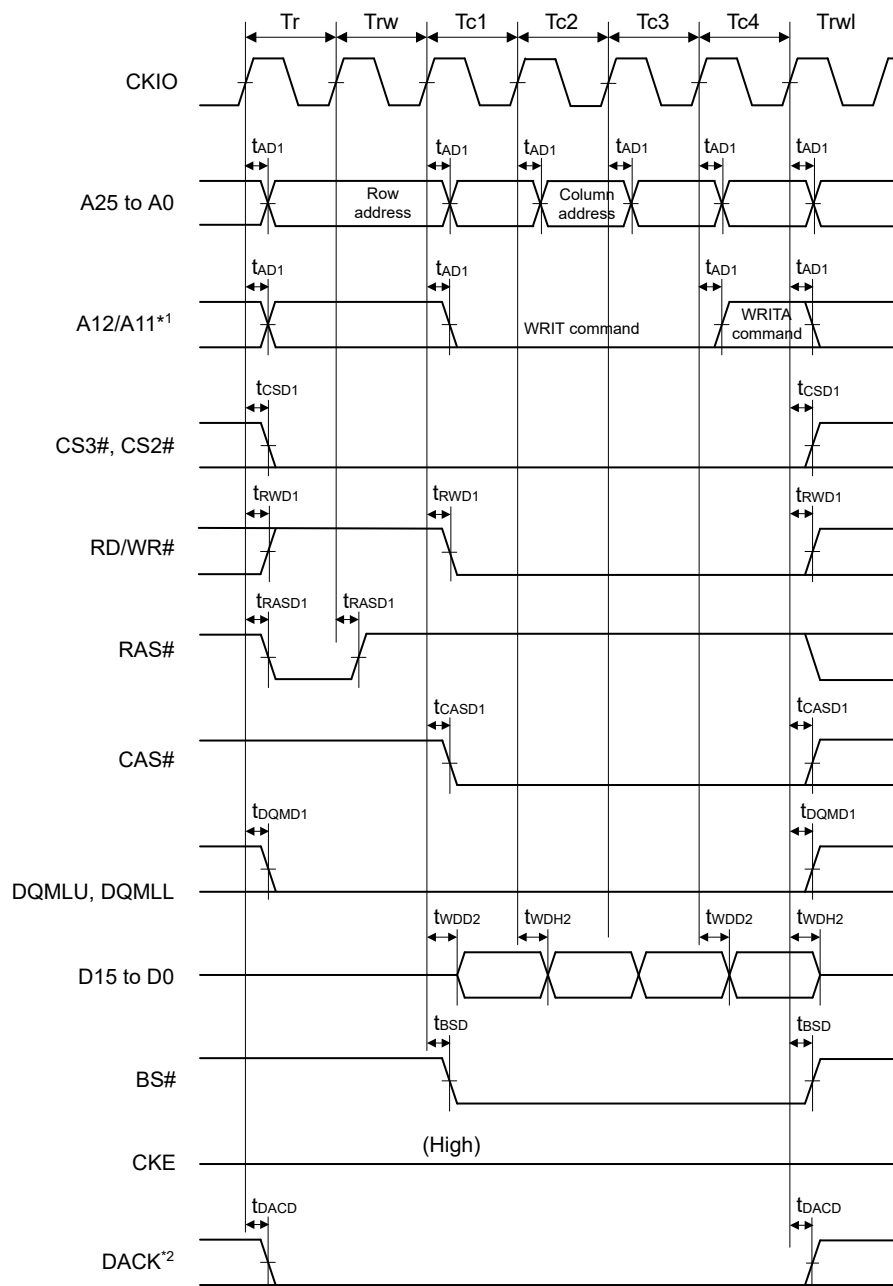 Tr Trw Tc1 Tc2 Tc3 Tc4 Trwl
CKIO
tAD1 tAD1 tAD1 tAD1 tAD1 tAD1
A25 to A0
Row
address
Column
address
tAD1 tAD1 tAD1 tAD1
A12/A11*1
WRIT command
WRITA
command
tCSD1 tCSD1
CS3#, CS2#
tRWD1 tRWD1 tRWD1
RD/WR#
tRASD1 tRASD1
RAS#
tCASD1 tCASD1
CAS#
tDQMD1 tDQMD1
DQMLU, DQMLL
tWDD2 tWDH2 tWDD2 tWDH2
D15 to D0
tBSD tBSD
BS#
(High)
CKE
tDACD tDACD
DACK*2